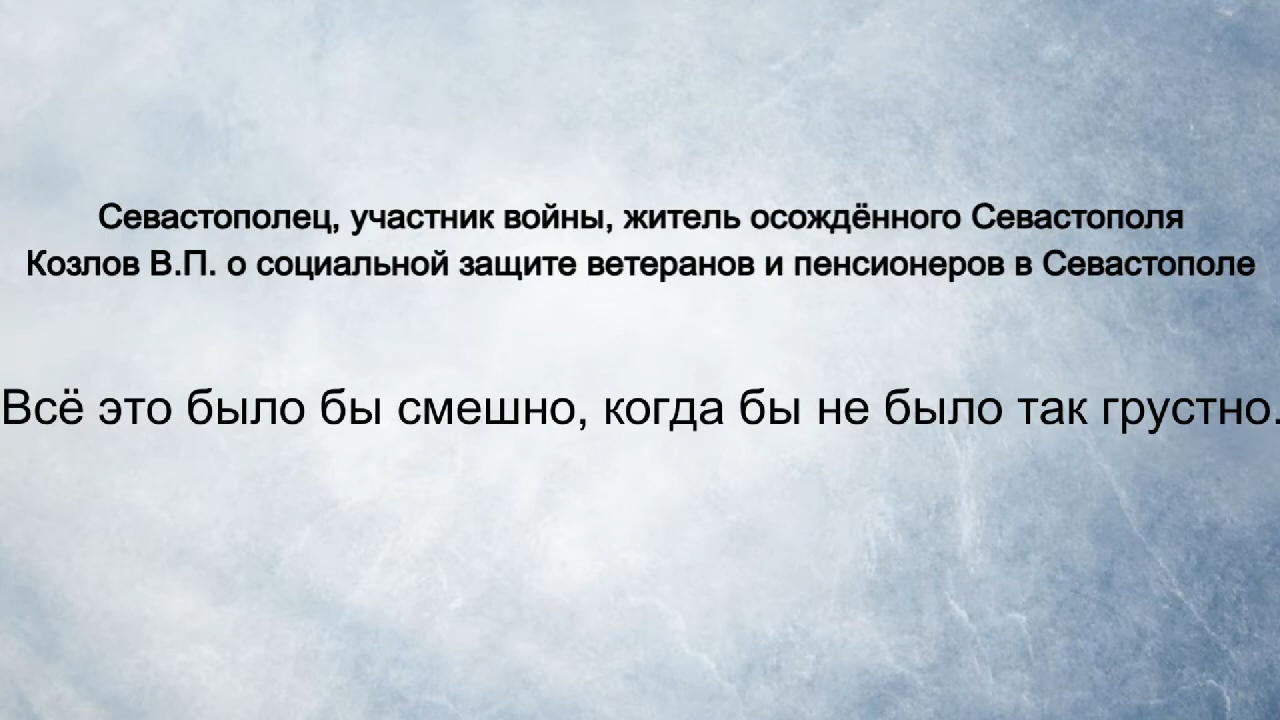 Севастополец, участник войны, житель осождённого Севастополя
Козлов В.П. о социальной защите ветеранов и пенсионеров в Севастополе
Всё это было бы смешно, когда бы не было так грустно.